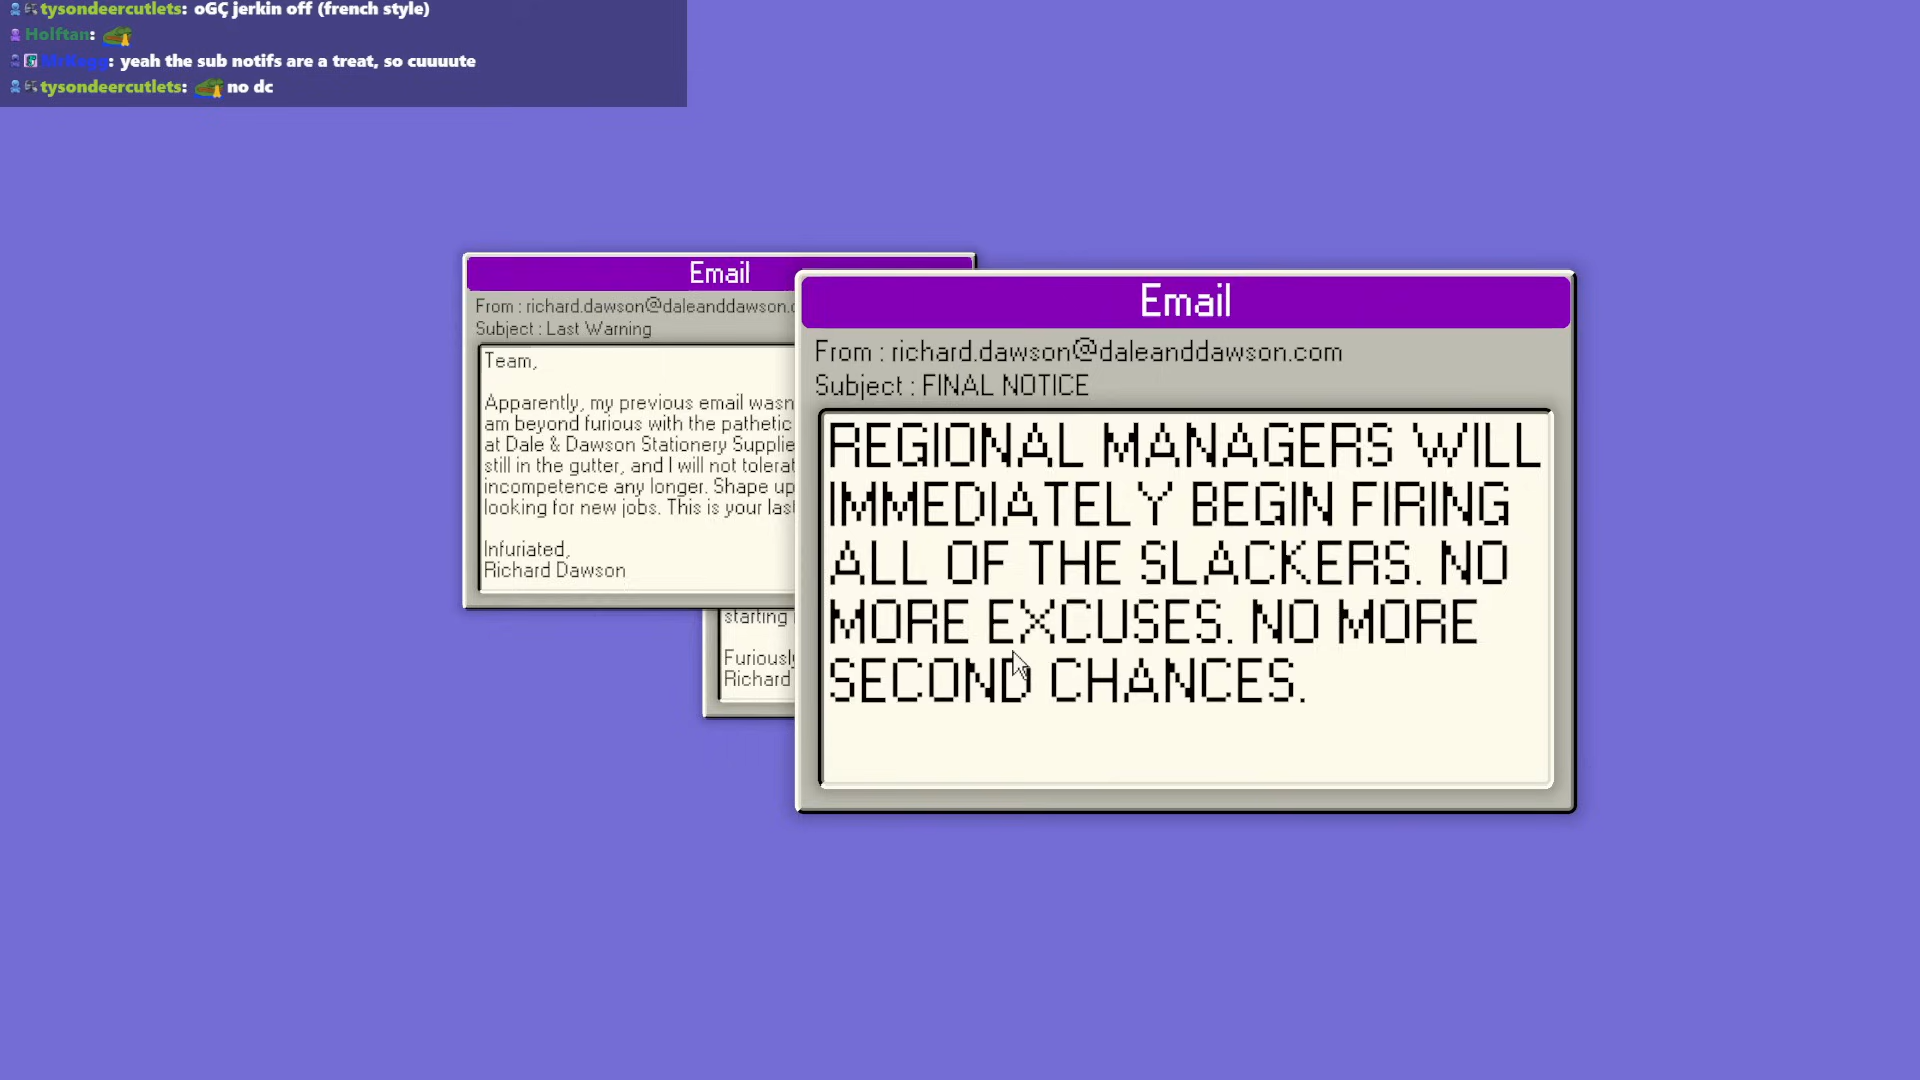 tysondeercutlets: oGÇ jerkin off (french style)
Holftan:
MrKegg: yeah the sub notifs are a treat, so cuuuute
tysondeercutlets: no dc
Email
From : richard.dawson@daleanddawson.c
Subject : Last Warning
Team,
Apparently, my previous email wasn
am beyond furious with the pathetic
at Dale & Dawson Stationery Supplie
still in the gutter, and I will not tolerat
incompetence any longer. Shape up
looking for new jobs. This is your las
Infuriated,
Richard Dawson
starting
Furiously
Richard
Email
From : richard.dawson@daleanddawson.com
Subject : FINAL NOTICE
REGIONAL MANAGERS WILL
IMMEDIATELY BEGIN FIRING
ALL OF THE SLACKERS. NO
MORE EXCUSES. NO MORE
SECOND CHANCES.